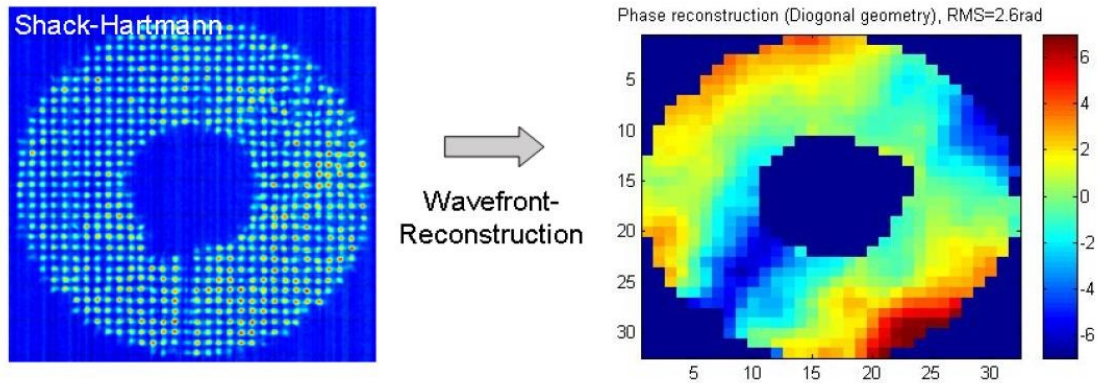 Shack-Hartmann
Wavefront-
Reconstruction
Phase reconstruction (Diogonal geometry), RMS=2.6rad
5
10
15
20
25
30
5 10 15 20 25 30
6
4
2
0
-2
-4
-6